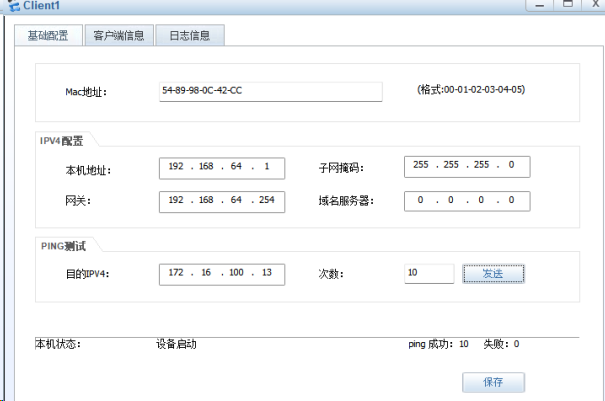 Client1
基础配置 客户端信息 日志信息
Mac地址: 54-89-98-0C-42-CC (格式:00-01-02-03-04-05)
IPV4配置
本机地址: 192 . 168 . 64 . 1 子网掩码: 255 . 255 . 255 . 0
网关: 192 . 168 . 64 . 254 域名服务器: 0 . 0 . 0 . 0
PING测试
目的IPV4: 172 . 16 . 100 . 13 次数: 10 发送
本机状态: 设备启动 ping 成功: 10 失败: 0
保存